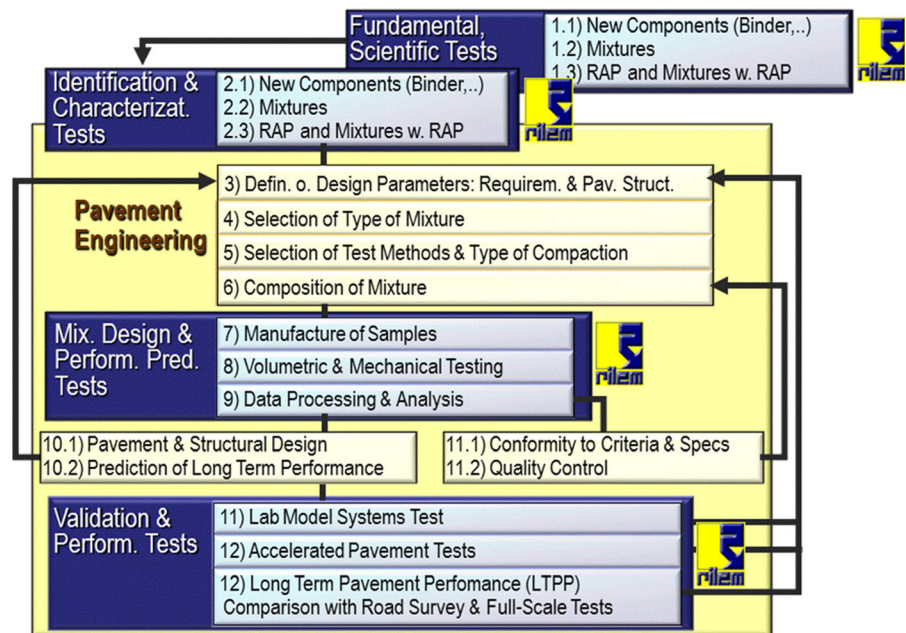 Fundamental,
Scientific Tests
1.1) New Components (Binder,..)
1.2) Mixtures
1.3) RAP and Mixtures w. RAP
rilem
Identification &
Characterizat.
Tests
2.1) New Components (Binder,..)
2.2) Mixtures
2.3) RAP and Mixtures w. RAP
rilem
Pavement
Engineering
3) Defin. o. Design Parameters: Requirem. & Pav. Struct.
4) Selection of Type of Mixture
5) Selection of Test Methods & Type of Compaction
6) Composition of Mixture
Mix. Design &
Perform. Pred.
Tests
7) Manufacture of Samples
8) Volumetric & Mechanical Testing
9) Data Processing & Analysis
rilem
10.1) Pavement & Structural Design
10.2) Prediction of Long Term Performance
11.1) Conformity to Criteria & Specs
11.2) Quality Control
Validation &
Perform. Tests
11) Lab Model Systems Test
12) Accelerated Pavement Tests
12) Long Term Pavement Perfomance (LTPP)
Comparison with Road Survey & Full-Scale Tests
rilem